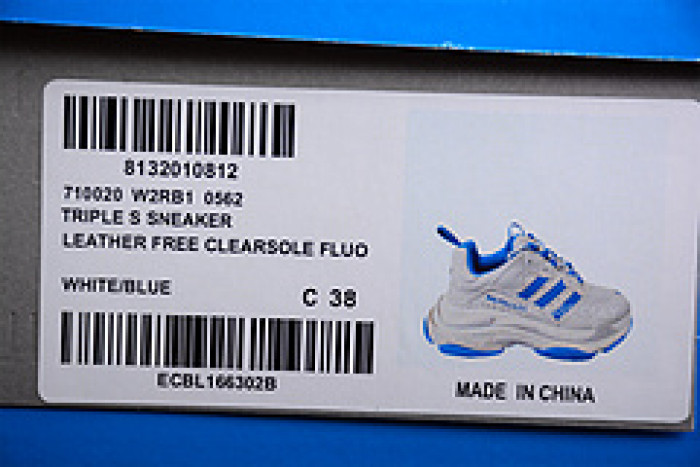 8132010812
710020 W2RB1 0562
TRIPLE S SNEAKER
LEATHER FREE CLEARSOLE FLUO
WHITE/BLUE
C 38
ECBL166302B
MADE IN CHINA